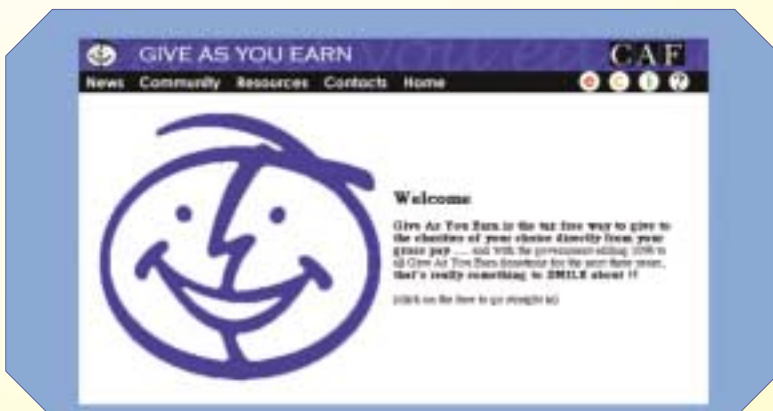 GIVE AS YOU EARN
CAF
News Community Resources Contacts Home
e c i ?
Welcome
Give As You Earn is the tax free way to give to
the charities of your choice directly from your
gross pay .... and with the government adding 10% to
all Give As You Earn donations for the next three years,
that's really something to SMILE about !!
(click on the face to go straight in)